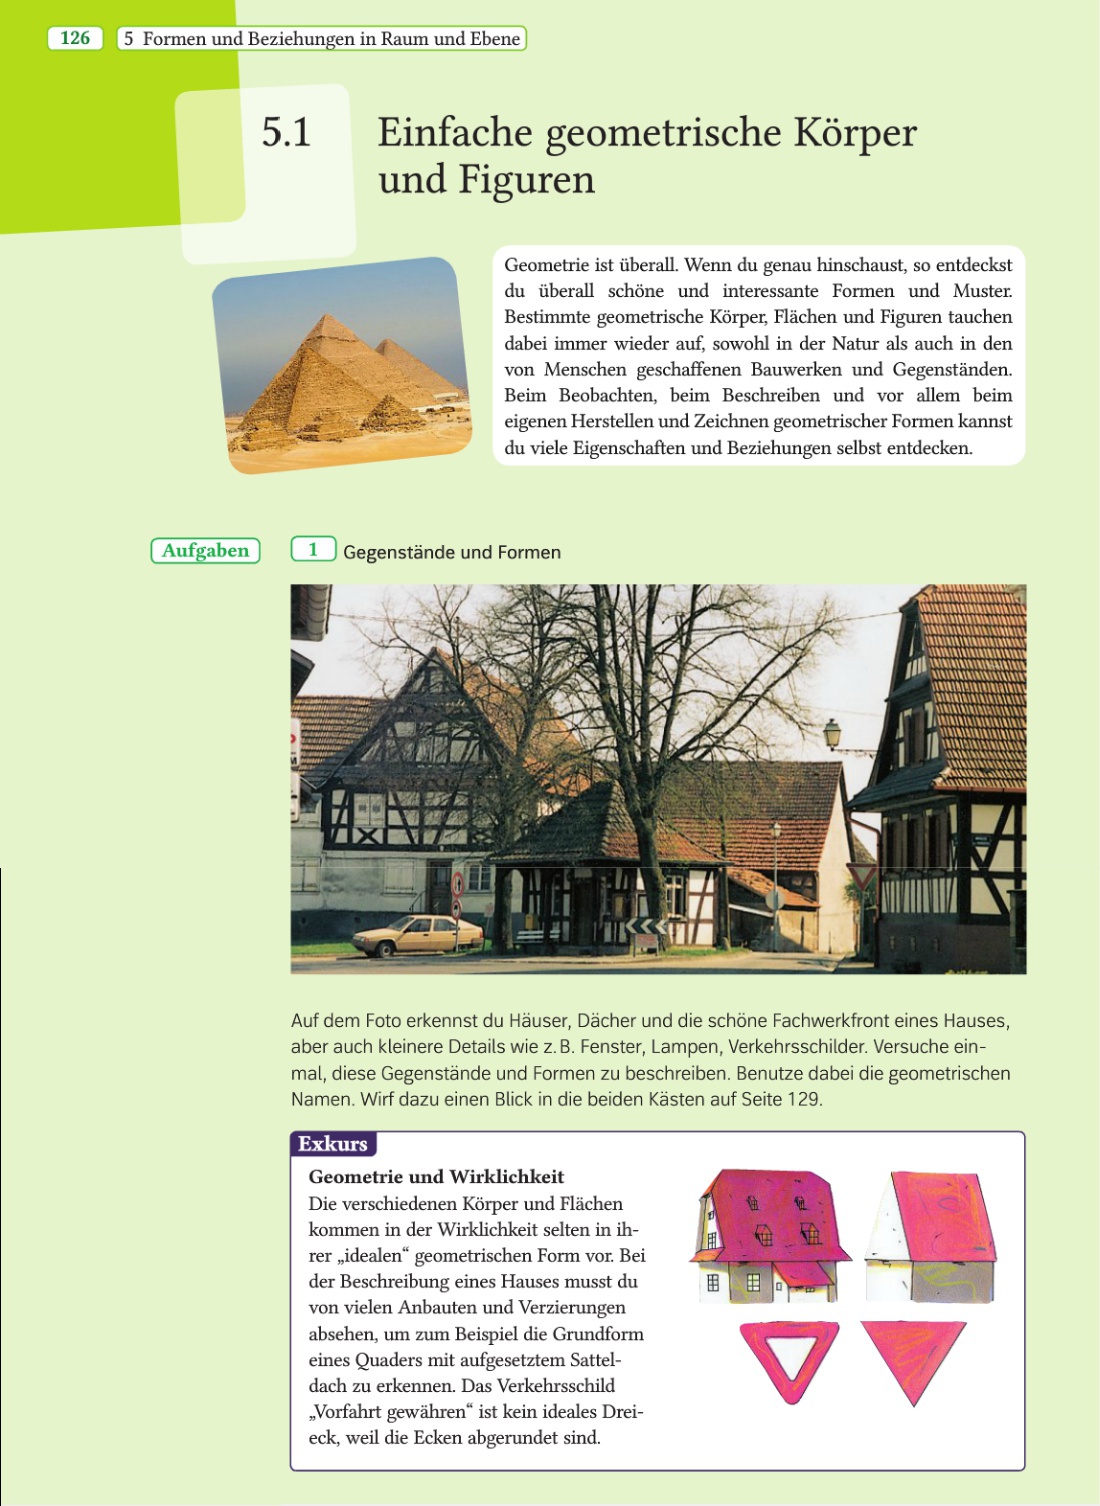 126
5 Formen und Beziehungen in Raum und Ebene
5.1
Einfache geometrische Körper
und Figuren
Geometrie ist überall. Wenn du genau hinschaust, so entdeckst
du überall schöne und interessante Formen und Muster.
Bestimmte geometrische Körper, Flächen und Figuren tauchen
dabei immer wieder auf, sowohl in der Natur als auch in den
von Menschen geschaffenen Bauwerken und Gegenständen.
Beim Beobachten, beim Beschreiben und vor allem beim
eigenen Herstellen und Zeichnen geometrischer Formen kannst
du viele Eigenschaften und Beziehungen selbst entdecken.
Aufgaben
1 Gegenstände und Formen
Auf dem Foto erkennst du Häuser, Dächer und die schöne Fachwerkfront eines Hauses,
aber auch kleinere Details wie z. B. Fenster, Lampen, Verkehrsschilder. Versuche ein-
mal, diese Gegenstände und Formen zu beschreiben. Benutze dabei die geometrischen
Namen. Wirf dazu einen Blick in die beiden Kästen auf Seite 129.
Exkurs
Geometrie und Wirklichkeit
Die verschiedenen Körper und Flächen
kommen in der Wirklichkeit selten in ih-
rer „idealen“ geometrischen Form vor. Bei
der Beschreibung eines Hauses musst du
von vielen Anbauten und Verzierungen
absehen, um zum Beispiel die Grundform
eines Quaders mit aufgesetztem Sattel-
dach zu erkennen. Das Verkehrsschild
„Vorfahrt gewähren“ ist kein ideales Drei-
eck, weil die Ecken abgerundet sind.